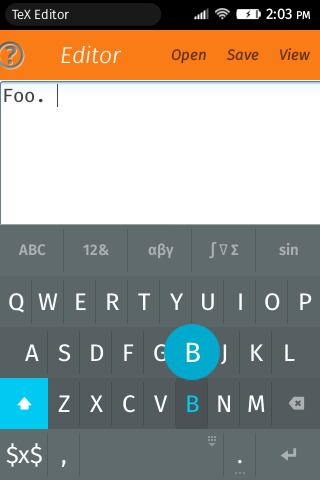 TeX Editor 2:03 PM
? Editor Open Save View
Foo.
ABC 12& αβγ ∫∇Σ sin
Q W E R T Y U I O P
A S D F G B J K L
Z X C V B N M
$x$ , .